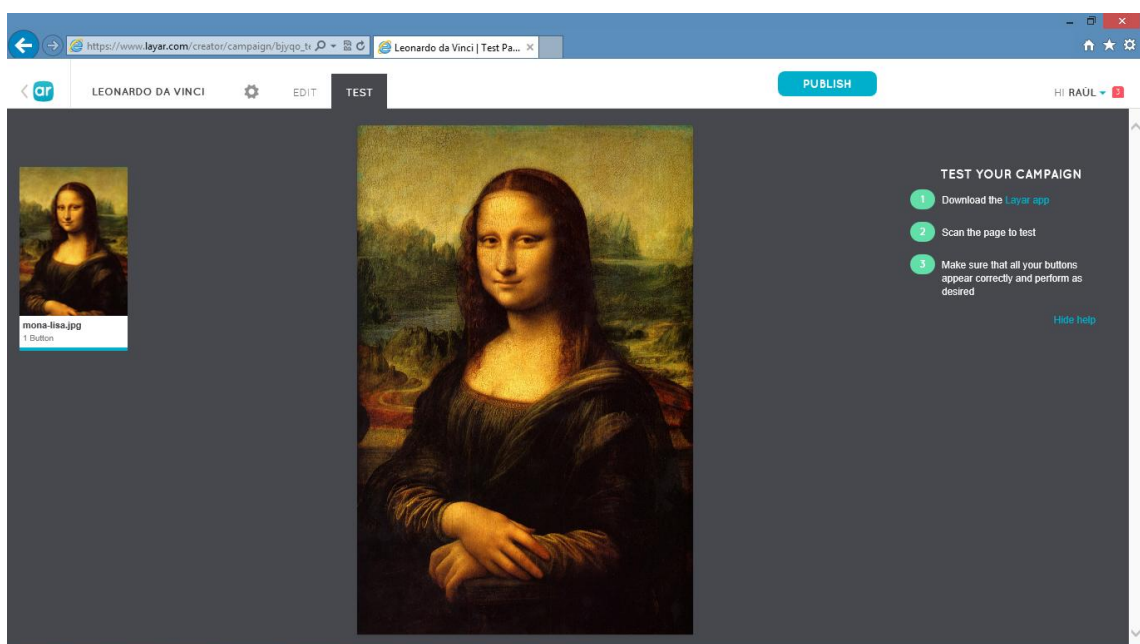 https://www.layar.com/creator/campaign/bjyqo_te
Leonardo da Vinci | Test Pa...
ar
LEONARDO DA VINCI
EDIT
TEST
PUBLISH
HI RAÜL
3
mona-lisa.jpg
1 Button
TEST YOUR CAMPAIGN
1 Download the Layar app
2 Scan the page to test
3 Make sure that all your buttons
appear correctly and perform as
desired
Hide help